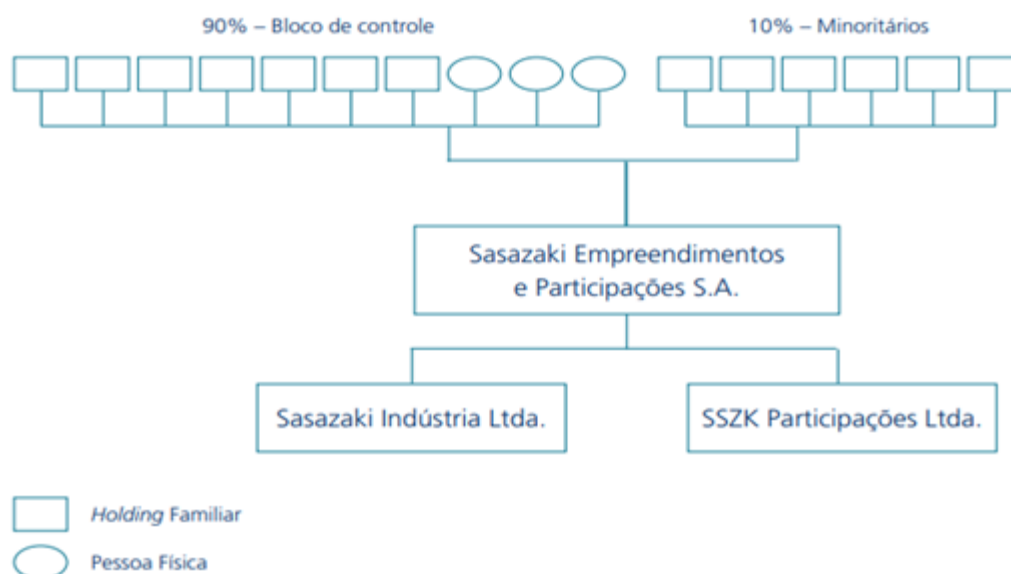 90% – Bloco de controle
10% – Minoritários
Sasazaki Empreendimentos
e Participações S.A.
Sasazaki Indústria Ltda.
SSZK Participações Ltda.
Holding Familiar
Pessoa Física